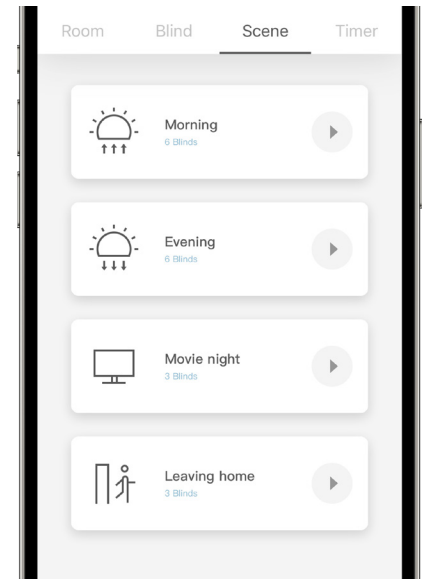 Room Blind Scene Timer
Morning
6 Blinds
Evening
6 Blinds
Movie night
3 Blinds
Leaving home
3 Blinds